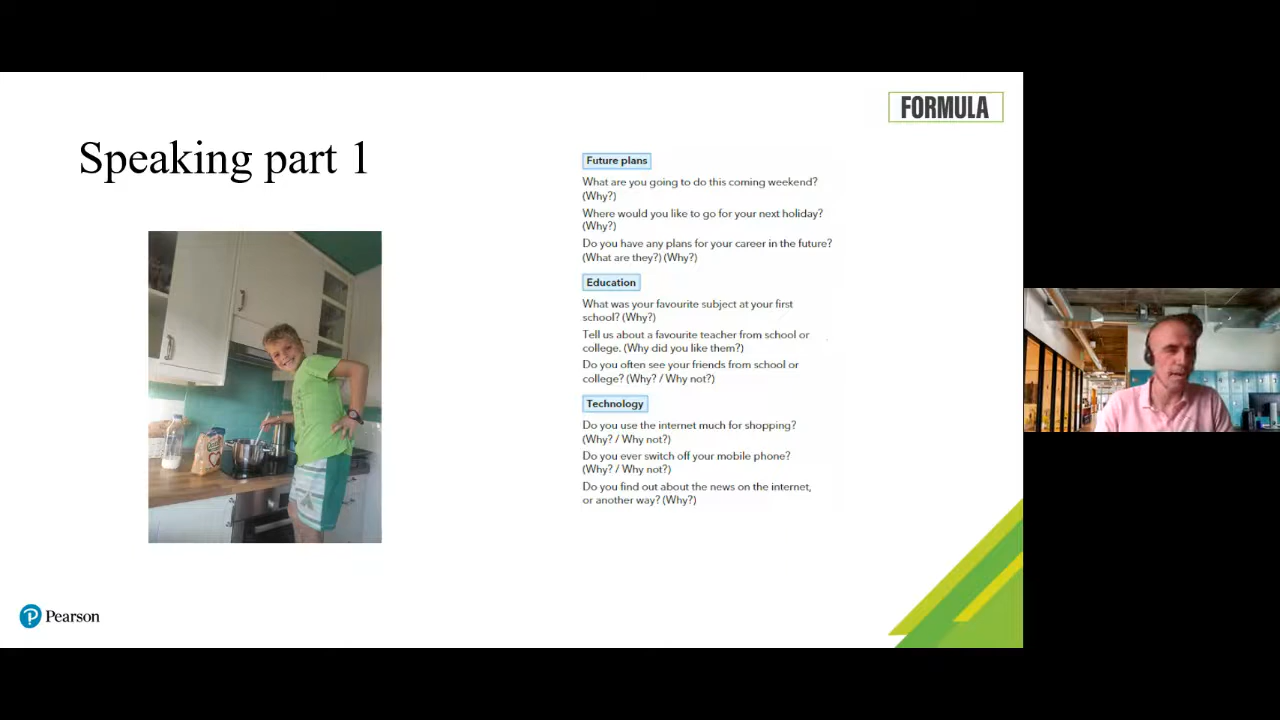 FORMULA
Speaking part 1
Future plans
What are you going to do this coming weekend?
(Why?)
Where would you like to go for your next holiday?
(Why?)
Do you have any plans for your career in the future?
(What are they?) (Why?)
Education
What was your favourite subject at your first
school? (Why?)
Tell us about a favourite teacher from school or
college. (Why did you like them?)
Do you often see your friends from school or
college? (Why? / Why not?)
Technology
Do you use the internet much for shopping?
(Why? / Why not?)
Do you ever switch off your mobile phone?
(Why? / Why not?)
Do you find out about the news on the internet,
or another way? (Why?)
P Pearson